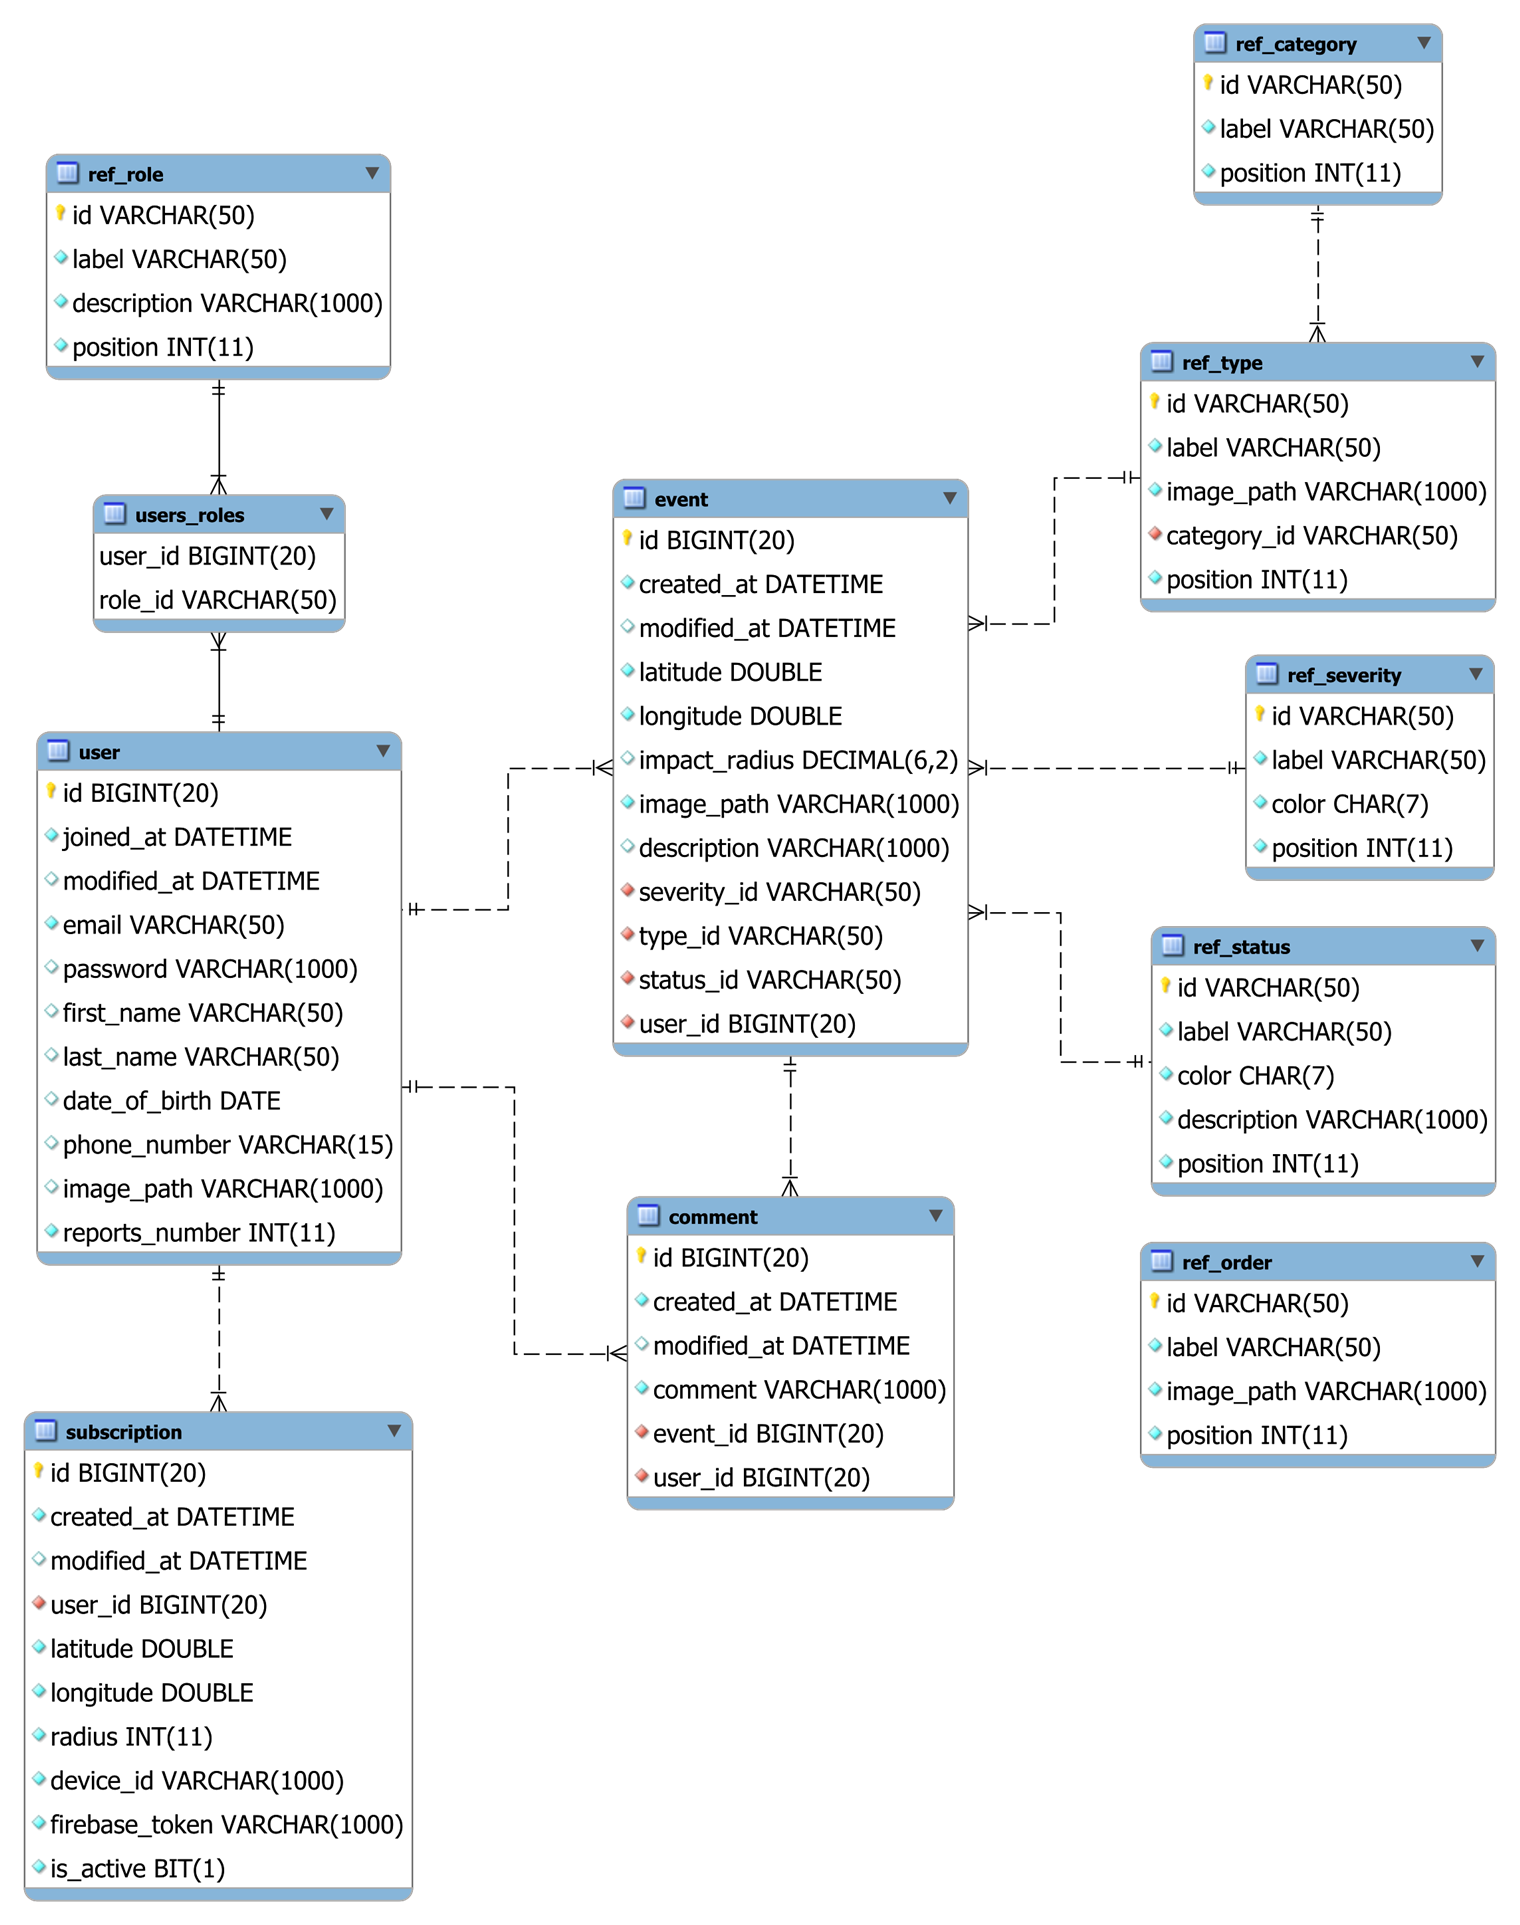 ref_role
id VARCHAR(50)
label VARCHAR(50)
description VARCHAR(1000)
position INT(11)
users_roles
user_id BIGINT(20)
role_id VARCHAR(50)
user
id BIGINT(20)
joined_at DATETIME
modified_at DATETIME
email VARCHAR(50)
password VARCHAR(1000)
first_name VARCHAR(50)
last_name VARCHAR(50)
date_of_birth DATE
phone_number VARCHAR(15)
image_path VARCHAR(1000)
reports_number INT(11)
subscription
id BIGINT(20)
created_at DATETIME
modified_at DATETIME
user_id BIGINT(20)
latitude DOUBLE
longitude DOUBLE
radius INT(11)
device_id VARCHAR(1000)
firebase_token VARCHAR(1000)
is_active BIT(1)
event
id BIGINT(20)
created_at DATETIME
modified_at DATETIME
latitude DOUBLE
longitude DOUBLE
impact_radius DECIMAL(6,2)
image_path VARCHAR(1000)
description VARCHAR(1000)
severity_id VARCHAR(50)
type_id VARCHAR(50)
status_id VARCHAR(50)
user_id BIGINT(20)
comment
id BIGINT(20)
created_at DATETIME
modified_at DATETIME
comment VARCHAR(1000)
event_id BIGINT(20)
user_id BIGINT(20)
ref_category
id VARCHAR(50)
label VARCHAR(50)
position INT(11)
ref_type
id VARCHAR(50)
label VARCHAR(50)
image_path VARCHAR(1000)
category_id VARCHAR(50)
position INT(11)
ref_severity
id VARCHAR(50)
label VARCHAR(50)
color CHAR(7)
position INT(11)
ref_status
id VARCHAR(50)
label VARCHAR(50)
color CHAR(7)
description VARCHAR(1000)
position INT(11)
ref_order
id VARCHAR(50)
label VARCHAR(50)
image_path VARCHAR(1000)
position INT(11)